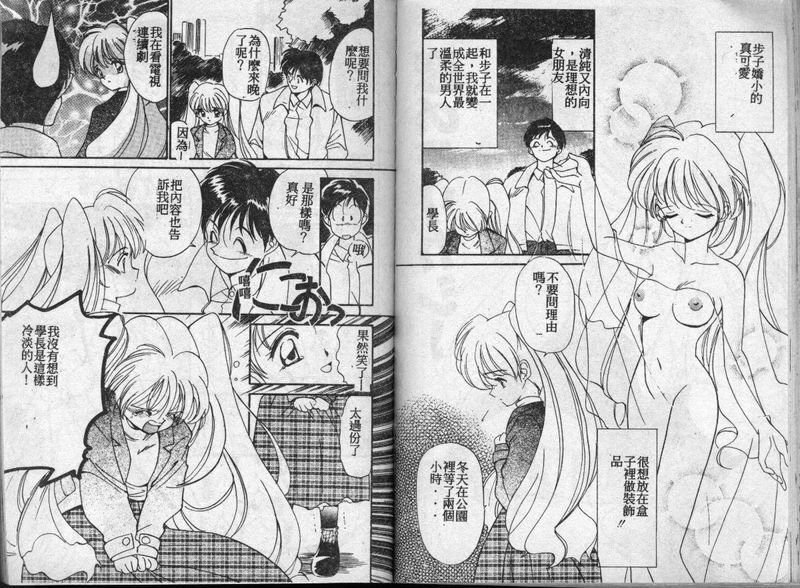 步子嬌小的
真可愛
很想放在盒
子裡做裝飾
品!!
清純又內向
，是理想的
女朋友
和步子在一
起，我就變
成全世界最
溫柔的男人
了
學長
不要問理由
嗎？
冬天在公園
裡等了兩個
小時...
想要問我什
麼呢？
為什麼來晚
了呢？
因為—
我在看電視
連續劇
哦
是那樣嗎？
真好
嘻嘻
にこおっ
把內容也告
訴我吧
果然笑了—
太過份了
我沒有想到
學長是這樣
冷淡的人！